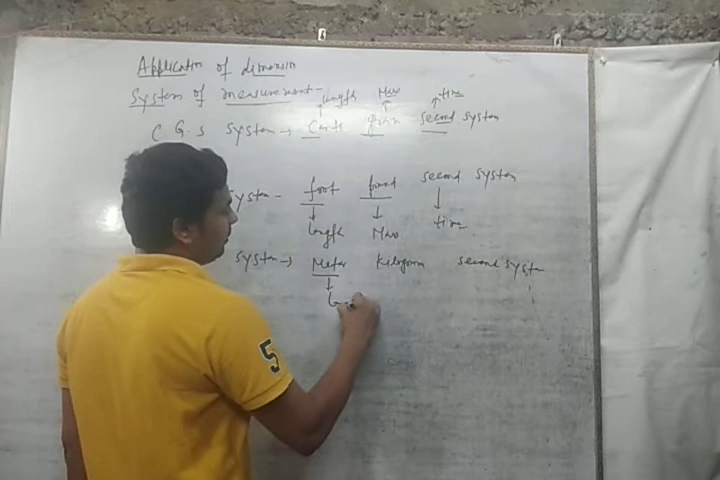 Application of dimension
System of measurement-
length Mass time
C.G.S System → Centi gram second system
System- foot pound second system
length Mass time
System → Meter kilogram second system
5